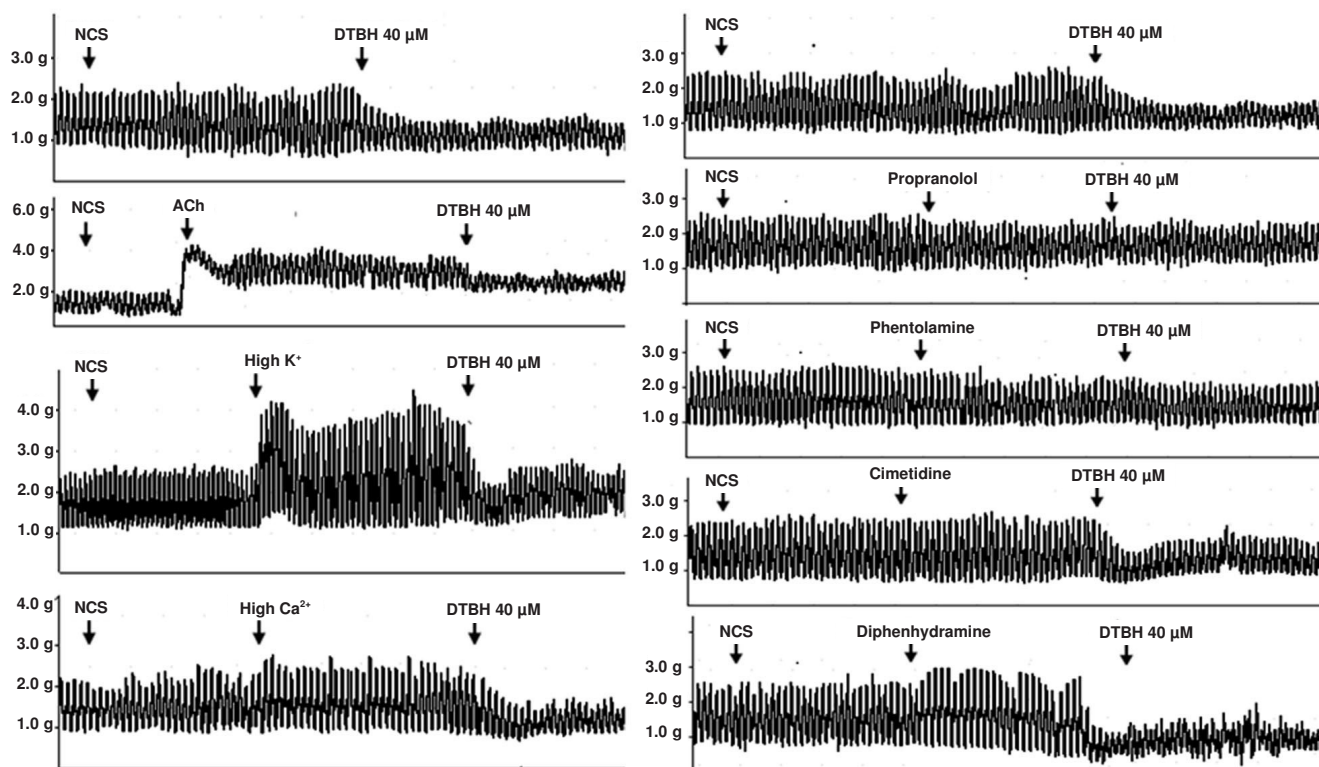 NCS DTBH 40 µM
3.0 g
2.0 g
1.0 g
NCS ACh DTBH 40 µM
6.0 g
4.0 g
2.0 g
NCS High K⁺ DTBH 40 µM
4.0 g
3.0 g
2.0 g
1.0 g
NCS High Ca²⁺ DTBH 40 µM
4.0 g
3.0 g
2.0 g
1.0 g
NCS DTBH 40 µM
3.0 g
2.0 g
1.0 g
NCS Propranolol DTBH 40 µM
3.0 g
2.0 g
1.0 g
NCS Phentolamine DTBH 40 µM
3.0 g
2.0 g
1.0 g
NCS Cimetidine DTBH 40 µM
3.0 g
2.0 g
1.0 g
NCS Diphenhydramine DTBH 40 µM
3.0 g
2.0 g
1.0 g